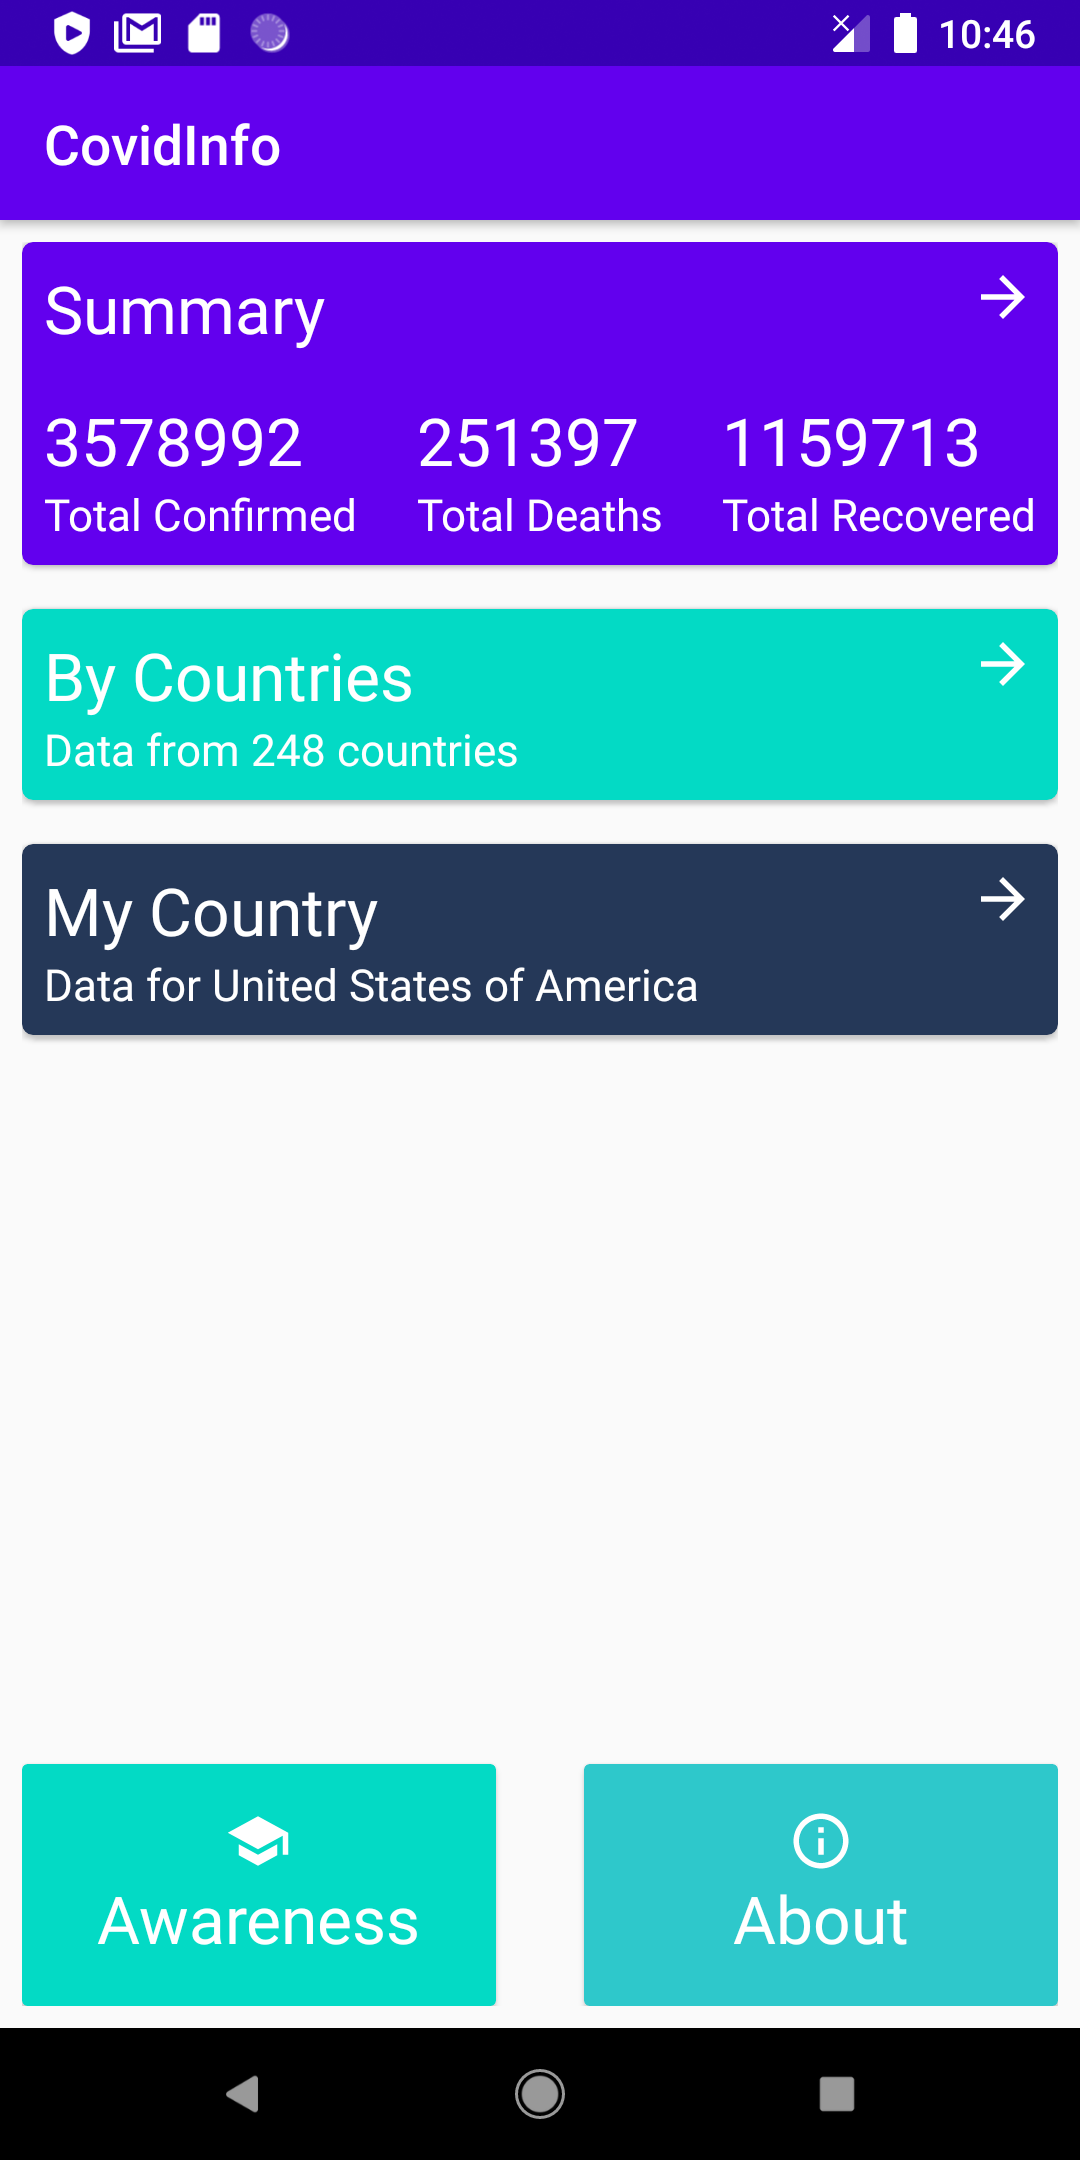 10:46
CovidInfo
Summary
3578992 251397 1159713
Total Confirmed Total Deaths Total Recovered
By Countries
Data from 248 countries
My Country
Data for United States of America
Awareness About